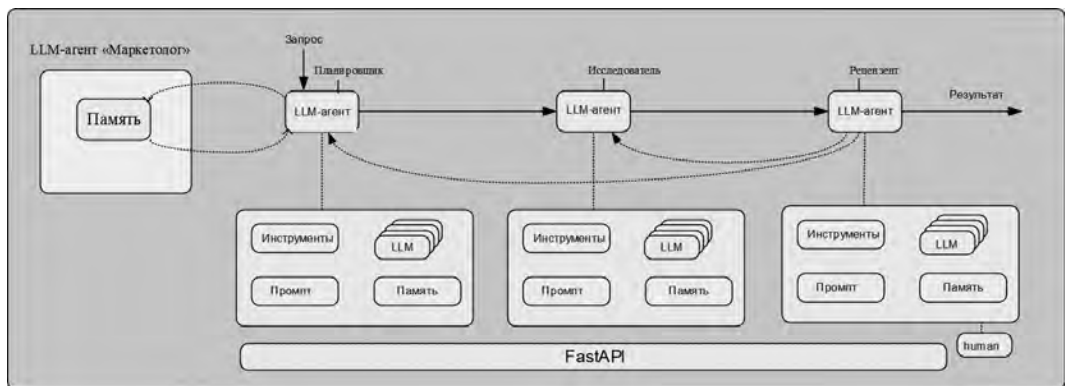 LLM-агент «Маркетолог»
Память
Запрос
Планировщик
LLM-агент
Исследователь
LLM-агент
Рецензент
LLM-агент
Результат
Инструменты
LLM
Промпт
Память
Инструменты
LLM
Промпт
Память
Инструменты
LLM
Промпт
Память
human
FastAPI